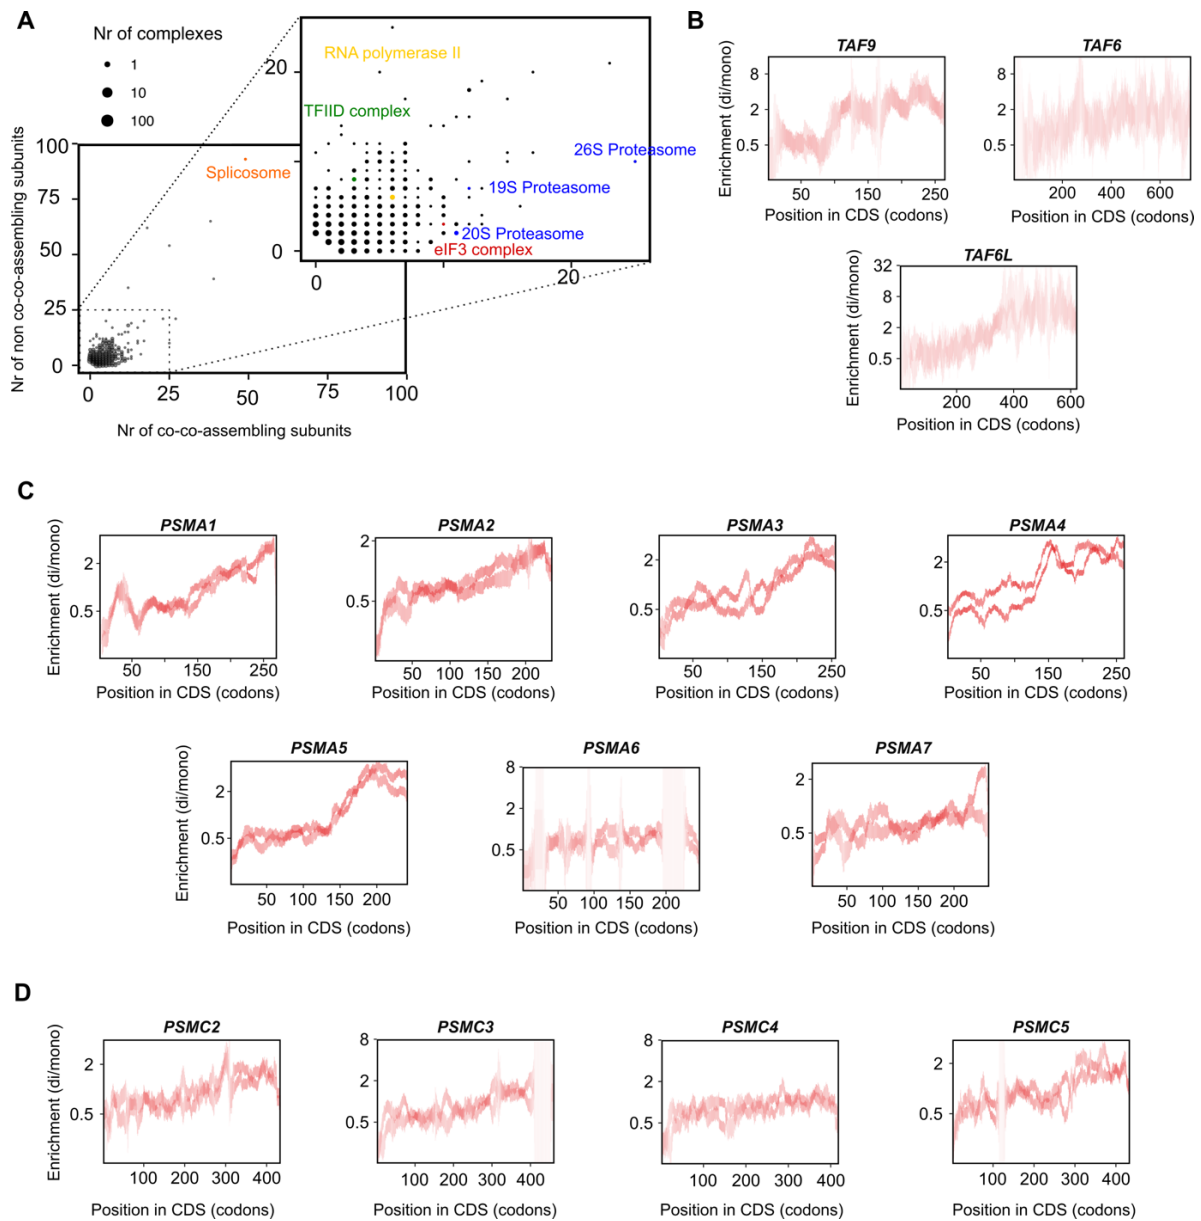 A
Nr of complexes
1
10
100
RNA polymerase II
TFIID complex
26S Proteasome
19S Proteasome
20S Proteasome
eIF3 complex
20
0
0
20
Splicosome
100
75
50
25
0
0
25
50
75
100
Nr of non co-co-assembling subunits
Nr of co-co-assembling subunits
B
TAF9
Enrichment (di/mono)
8
2
0.5
50
150
250
Position in CDS (codons)
TAF6
8
2
0.5
200
400
600
Position in CDS (codons)
TAF6L
Enrichment (di/mono)
32
8
2
0.5
200
400
600
Position in CDS (codons)
C
PSMA1
Enrichment (di/mono)
2
0.5
50
150
250
Position in CDS (codons)
PSMA2
2
0.5
50
100
150
200
Position in CDS (codons)
PSMA3
2
0.5
50
100
150
200
250
Position in CDS (codons)
PSMA4
2
0.5
50
100
150
200
250
Position in CDS (codons)
PSMA5
Enrichment (di/mono)
2
0.5
50
100
150
200
Position in CDS (codons)
PSMA6
8
2
0.5
50
100
150
200
Position in CDS (codons)
PSMA7
2
0.5
50
100
150
200
Position in CDS (codons)
D
PSMC2
Enrichment (di/mono)
2
0.5
100
200
300
400
Position in CDS (codons)
PSMC3
8
2
0.5
100
200
300
400
Position in CDS (codons)
PSMC4
8
2
0.5
100
200
300
400
Position in CDS (codons)
PSMC5
2
0.5
100
200
300
400
Position in CDS (codons)